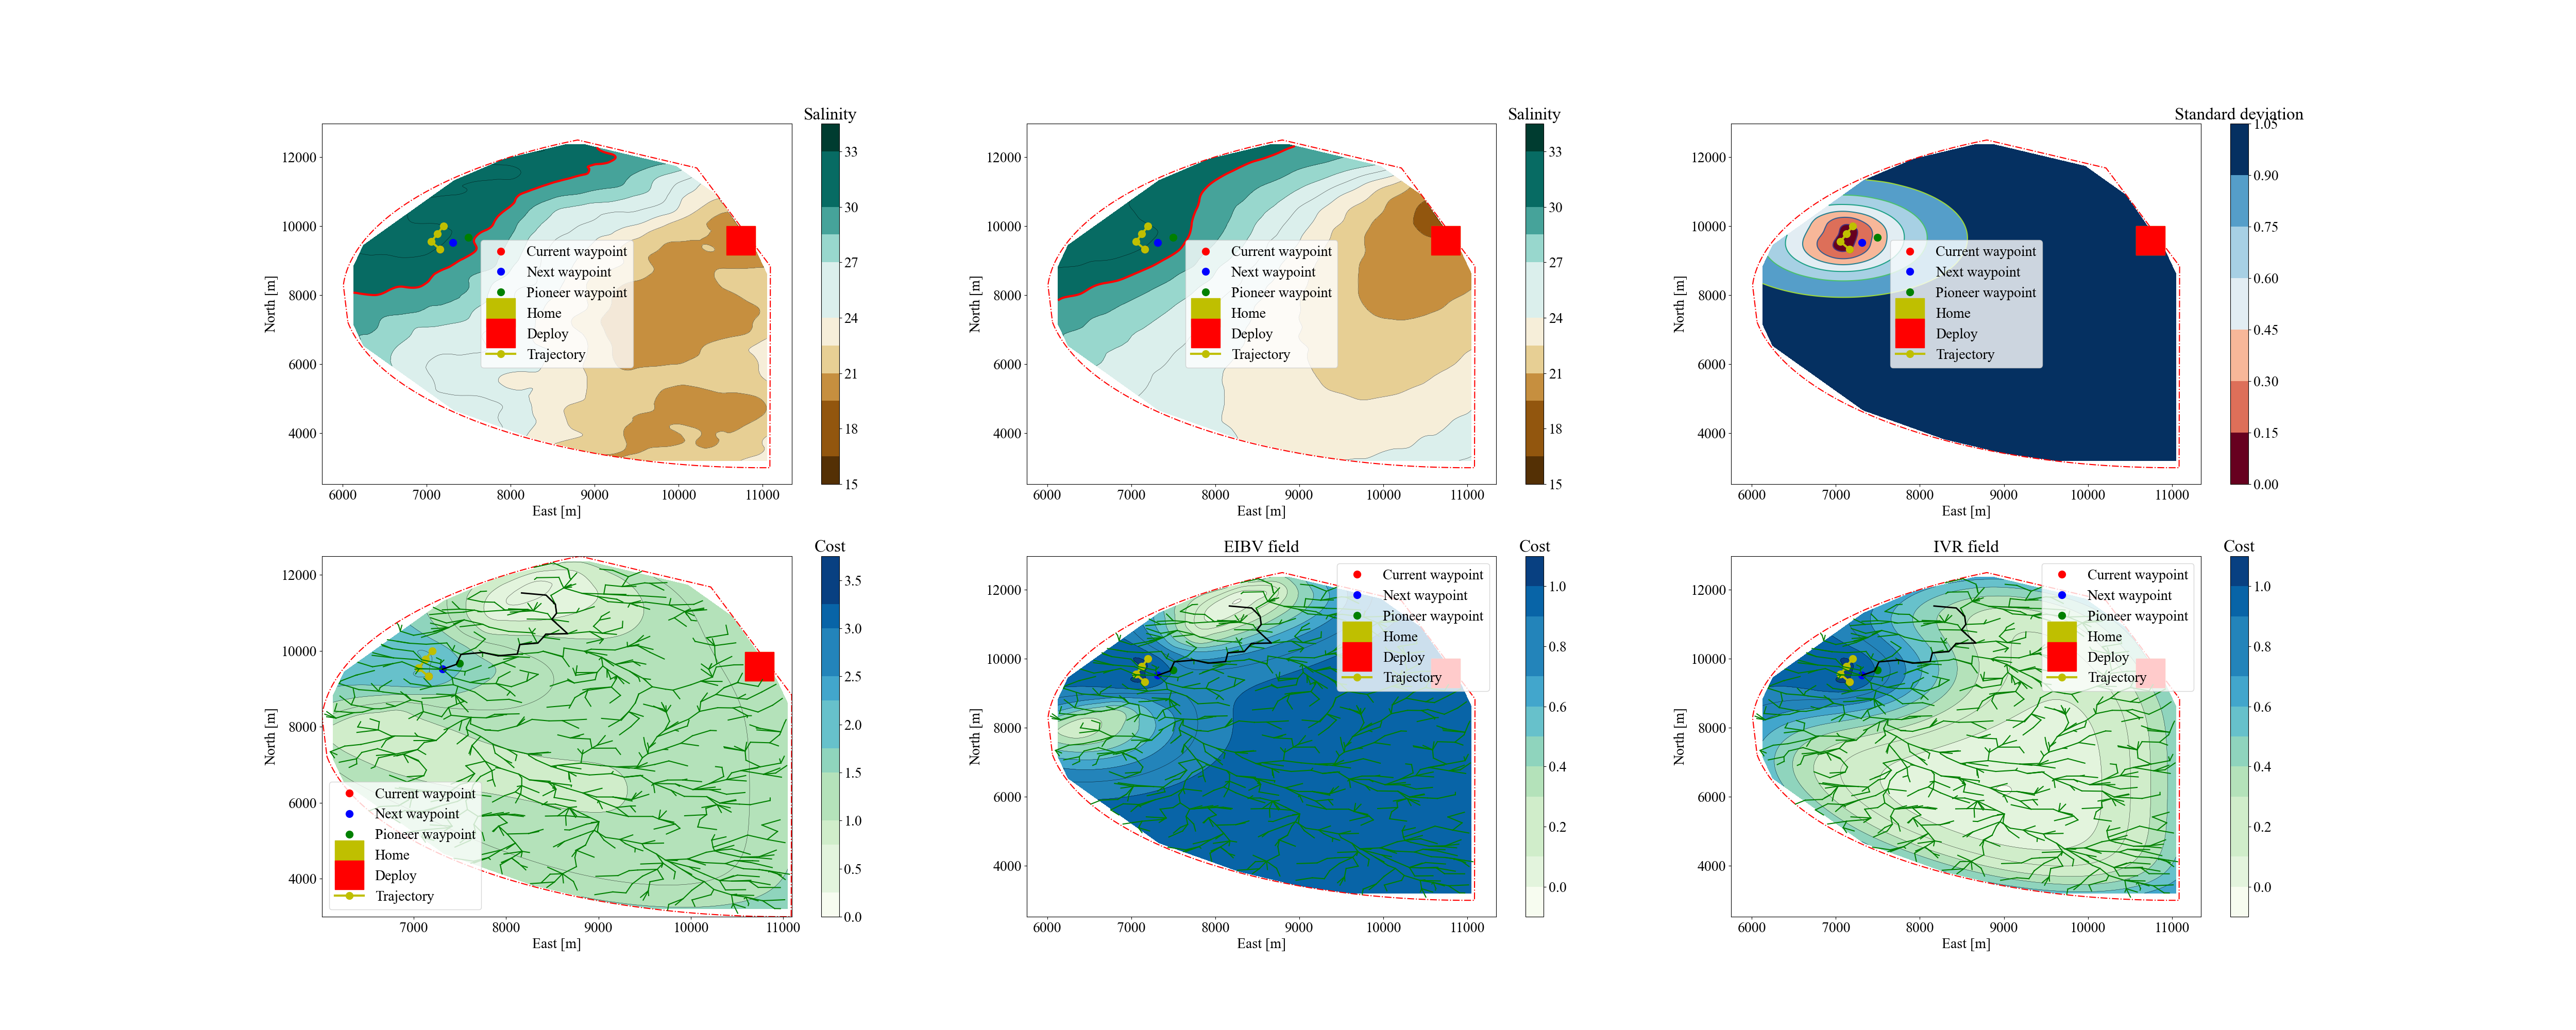 Salinity
12000
10000
8000
6000
4000
North [m]
6000 7000 8000 9000 10000 11000
East [m]
Current waypoint
Next waypoint
Pioneer waypoint
Home
Deploy
Trajectory
33
30
27
24
21
18
15
Salinity
12000
10000
8000
6000
4000
North [m]
6000 7000 8000 9000 10000 11000
East [m]
Current waypoint
Next waypoint
Pioneer waypoint
Home
Deploy
Trajectory
33
30
27
24
21
18
15
Standard deviation
12000
10000
8000
6000
4000
North [m]
6000 7000 8000 9000 10000 11000
East [m]
Current waypoint
Next waypoint
Pioneer waypoint
Home
Deploy
Trajectory
1.05
0.90
0.75
0.60
0.45
0.30
0.15
0.00
Cost
12000
10000
8000
6000
4000
North [m]
7000 8000 9000 10000 11000
East [m]
Current waypoint
Next waypoint
Pioneer waypoint
Home
Deploy
Trajectory
3.5
3.0
2.5
2.0
1.5
1.0
0.5
0.0
EIBV field
Cost
12000
10000
8000
6000
4000
North [m]
6000 7000 8000 9000 10000 11000
East [m]
Current waypoint
Next waypoint
Pioneer waypoint
Home
Deploy
Trajectory
1.0
0.8
0.6
0.4
0.2
0.0
IVR field
Cost
12000
10000
8000
6000
4000
North [m]
6000 7000 8000 9000 10000 11000
East [m]
Current waypoint
Next waypoint
Pioneer waypoint
Home
Deploy
Trajectory
1.0
0.8
0.6
0.4
0.2
0.0